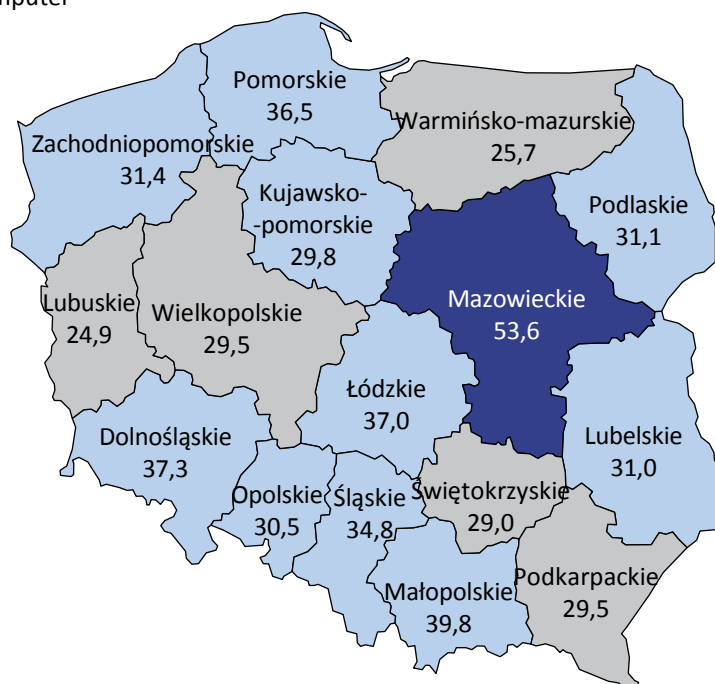 Pomorskie
36,5
Warmińsko-mazurskie
25,7
Zachodniopomorskie
31,4
Kujawsko-
-pomorskie
29,8
Podlaskie
31,1
Lubuskie
24,9
Wielkopolskie
29,5
Mazowieckie
53,6
Łódzkie
37,0
Dolnośląskie
37,3
Lubelskie
31,0
Opolskie
30,5
Śląskie
34,8
Świętokrzyskie
29,0
Małopolskie
39,8
Podkarpackie
29,5